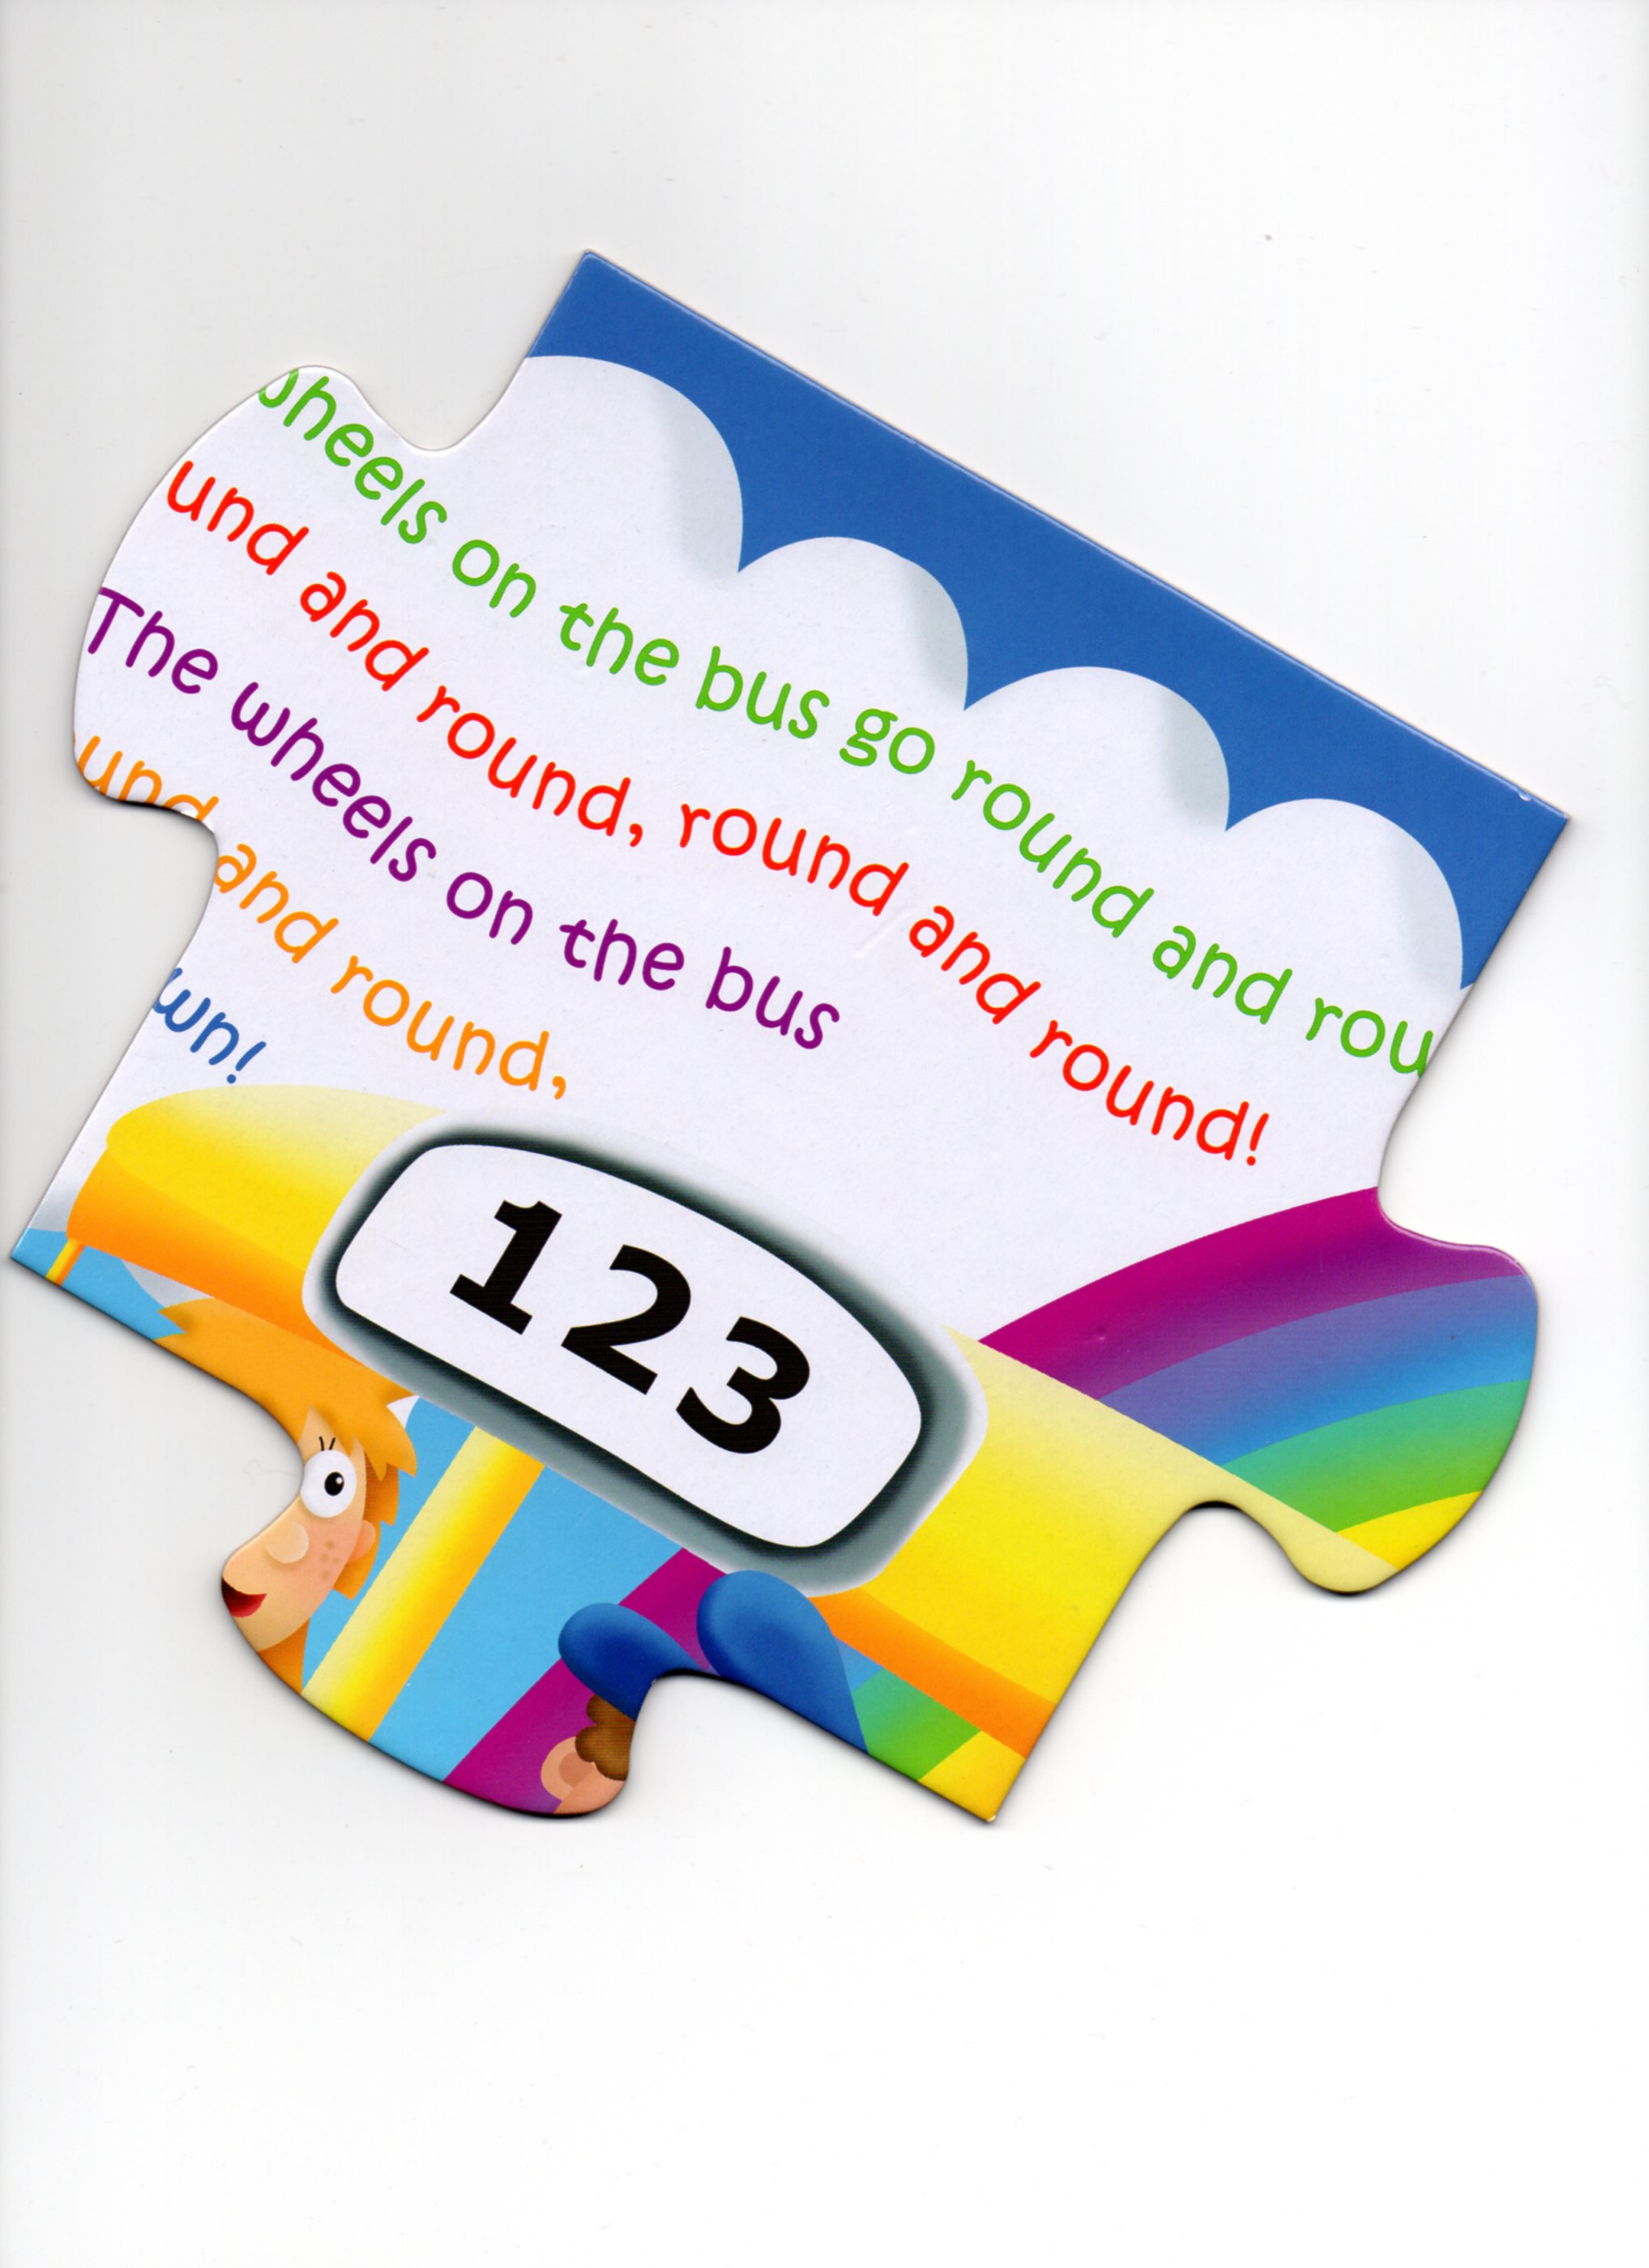 heels on the bus go round and rou
und and round, round and round!
The wheels on the bus
und and round,
wn!
123